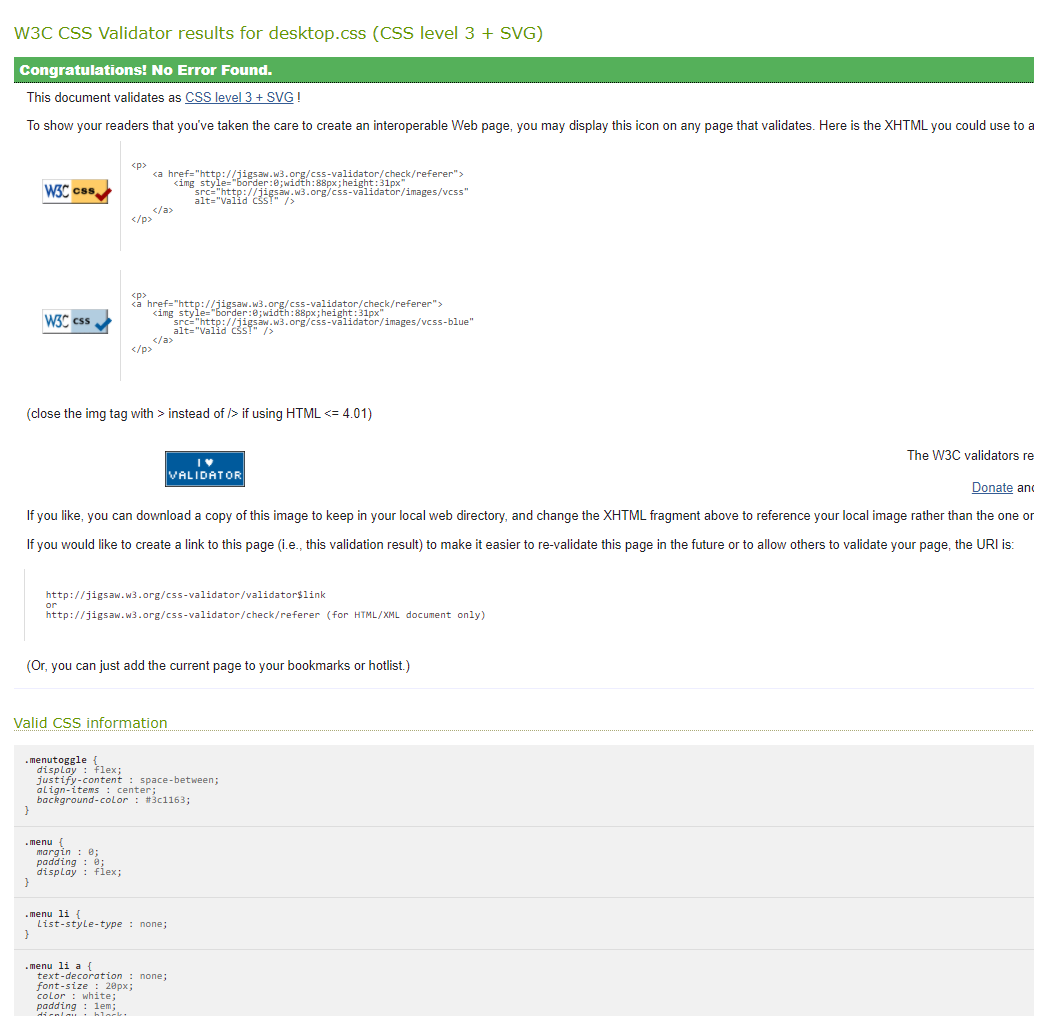 W3C CSS Validator results for desktop.css (CSS level 3 + SVG)
Congratulations! No Error Found.
This document validates as CSS level 3 + SVG !
To show your readers that you've taken the care to create an interoperable Web page, you may display this icon on any page that validates. Here is the XHTML you could use to a
W3C css
<p>
<a href="http://jigsaw.w3.org/css-validator/check/referer">
<img style="border:0;width:88px;height:31px"
src="http://jigsaw.w3.org/css-validator/images/vcss"
alt="Valid CSS!" />
</a>
</p>
W3C css
<p>
<a href="http://jigsaw.w3.org/css-validator/check/referer">
<img style="border:0;width:88px;height:31px"
src="http://jigsaw.w3.org/css-validator/images/vcss-blue"
alt="Valid CSS!" />
</a>
</p>
(close the img tag with > instead of /> if using HTML <= 4.01)
I ♥
VALIDATOR
The W3C validators re
Donate and
If you like, you can download a copy of this image to keep in your local web directory, and change the XHTML fragment above to reference your local image rather than the one or
If you would like to create a link to this page (i.e., this validation result) to make it easier to re-validate this page in the future or to allow others to validate your page, the URI is:
http://jigsaw.w3.org/css-validator/validator$link
or
http://jigsaw.w3.org/css-validator/check/referer (for HTML/XML document only)
(Or, you can just add the current page to your bookmarks or hotlist.)
Valid CSS information
.menutoggle {
display : flex;
justify-content : space-between;
align-items : center;
background-color : #3c1163;
}
.menu {
margin : 0;
padding : 0;
display : flex;
}
.menu li {
list-style-type : none;
}
.menu li a {
text-decoration : none;
font-size : 20px;
color : white;
padding : 1em;
display : block;